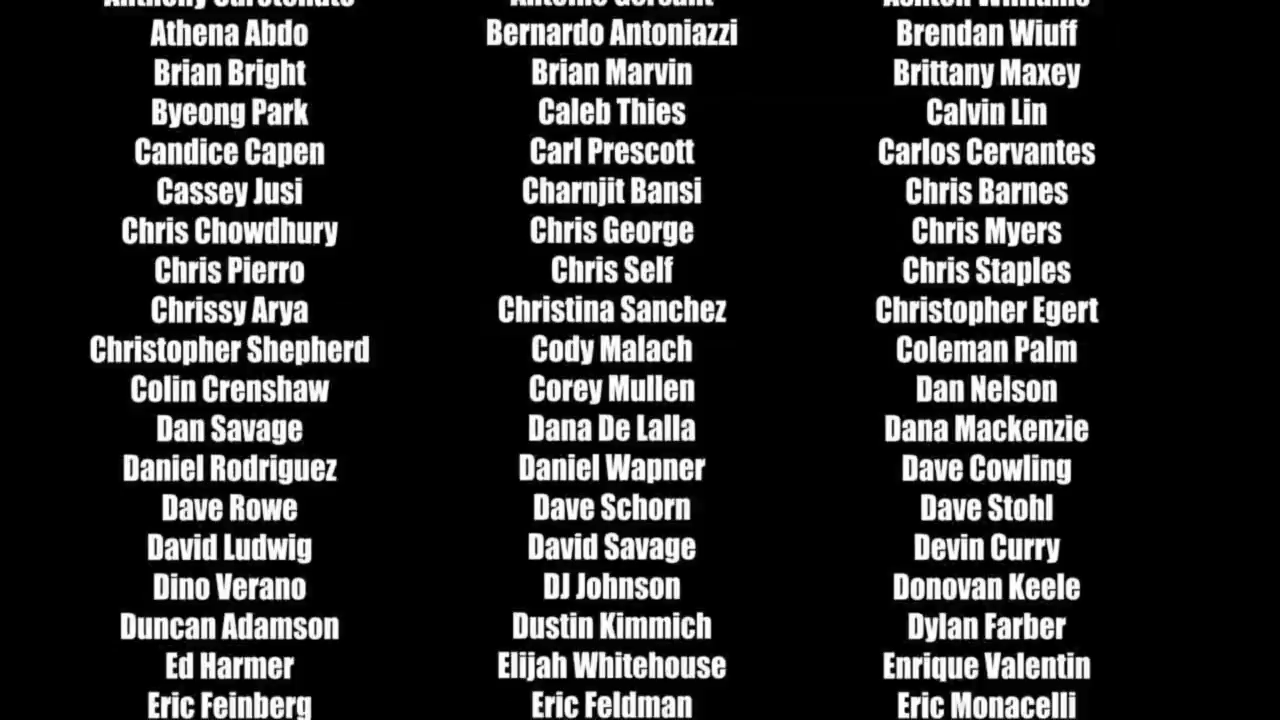 Athena Abdo Bernardo Antoniazzi Brendan Wiuff
Brian Bright Brian Marvin Brittany Maxey
Byeong Park Caleb Thies Calvin Lin
Candice Capen Carl Prescott Carlos Cervantes
Cassey Jusi Charnjit Bansi Chris Barnes
Chris Chowdhury Chris George Chris Myers
Chris Pierro Chris Self Chris Staples
Chrissy Arya Christina Sanchez Christopher Egert
Christopher Shepherd Cody Malach Coleman Palm
Colin Crenshaw Corey Mullen Dan Nelson
Dan Savage Dana De Lalla Dana Mackenzie
Daniel Rodriguez Daniel Wapner Dave Cowling
Dave Rowe Dave Schorn Dave Stohl
David Ludwig David Savage Devin Curry
Dino Verano DJ Johnson Donovan Keele
Duncan Adamson Dustin Kimmich Dylan Farber
Ed Harmer Elijah Whitehouse Enrique Valentin
Eric Feinberg Eric Feldman Eric Monacelli